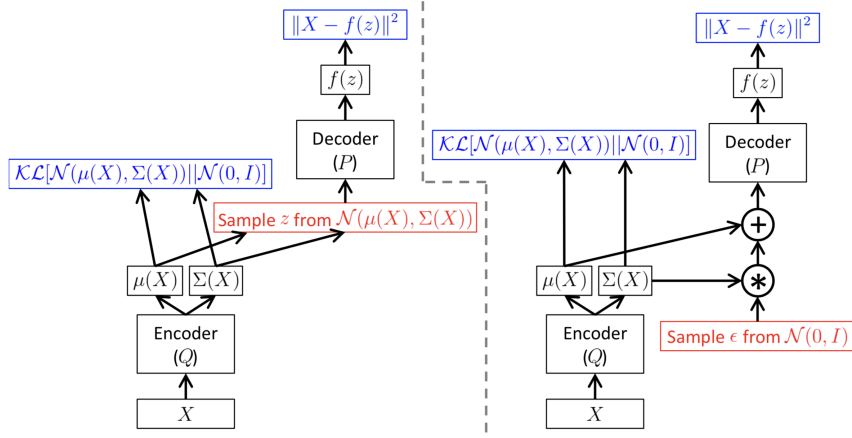 ‖X − f(z)‖²
f(z)
Decoder
(P)
𝒦ℒ[𝒩(μ(X), Σ(X))||𝒩(0, I)]
Sample z from 𝒩(μ(X), Σ(X))
μ(X)
Σ(X)
Encoder
(Q)
X
‖X − f(z)‖²
f(z)
Decoder
(P)
𝒦ℒ[𝒩(μ(X), Σ(X))||𝒩(0, I)]
+
μ(X)
Σ(X)
*
Encoder
(Q)
Sample ϵ from 𝒩(0, I)
X